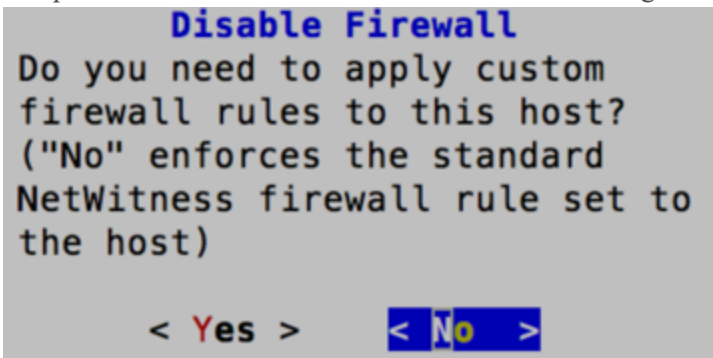 Disable Firewall
Do you need to apply custom
firewall rules to this host?
("No" enforces the standard
NetWitness firewall rule set to
the host)
< Yes > < No >